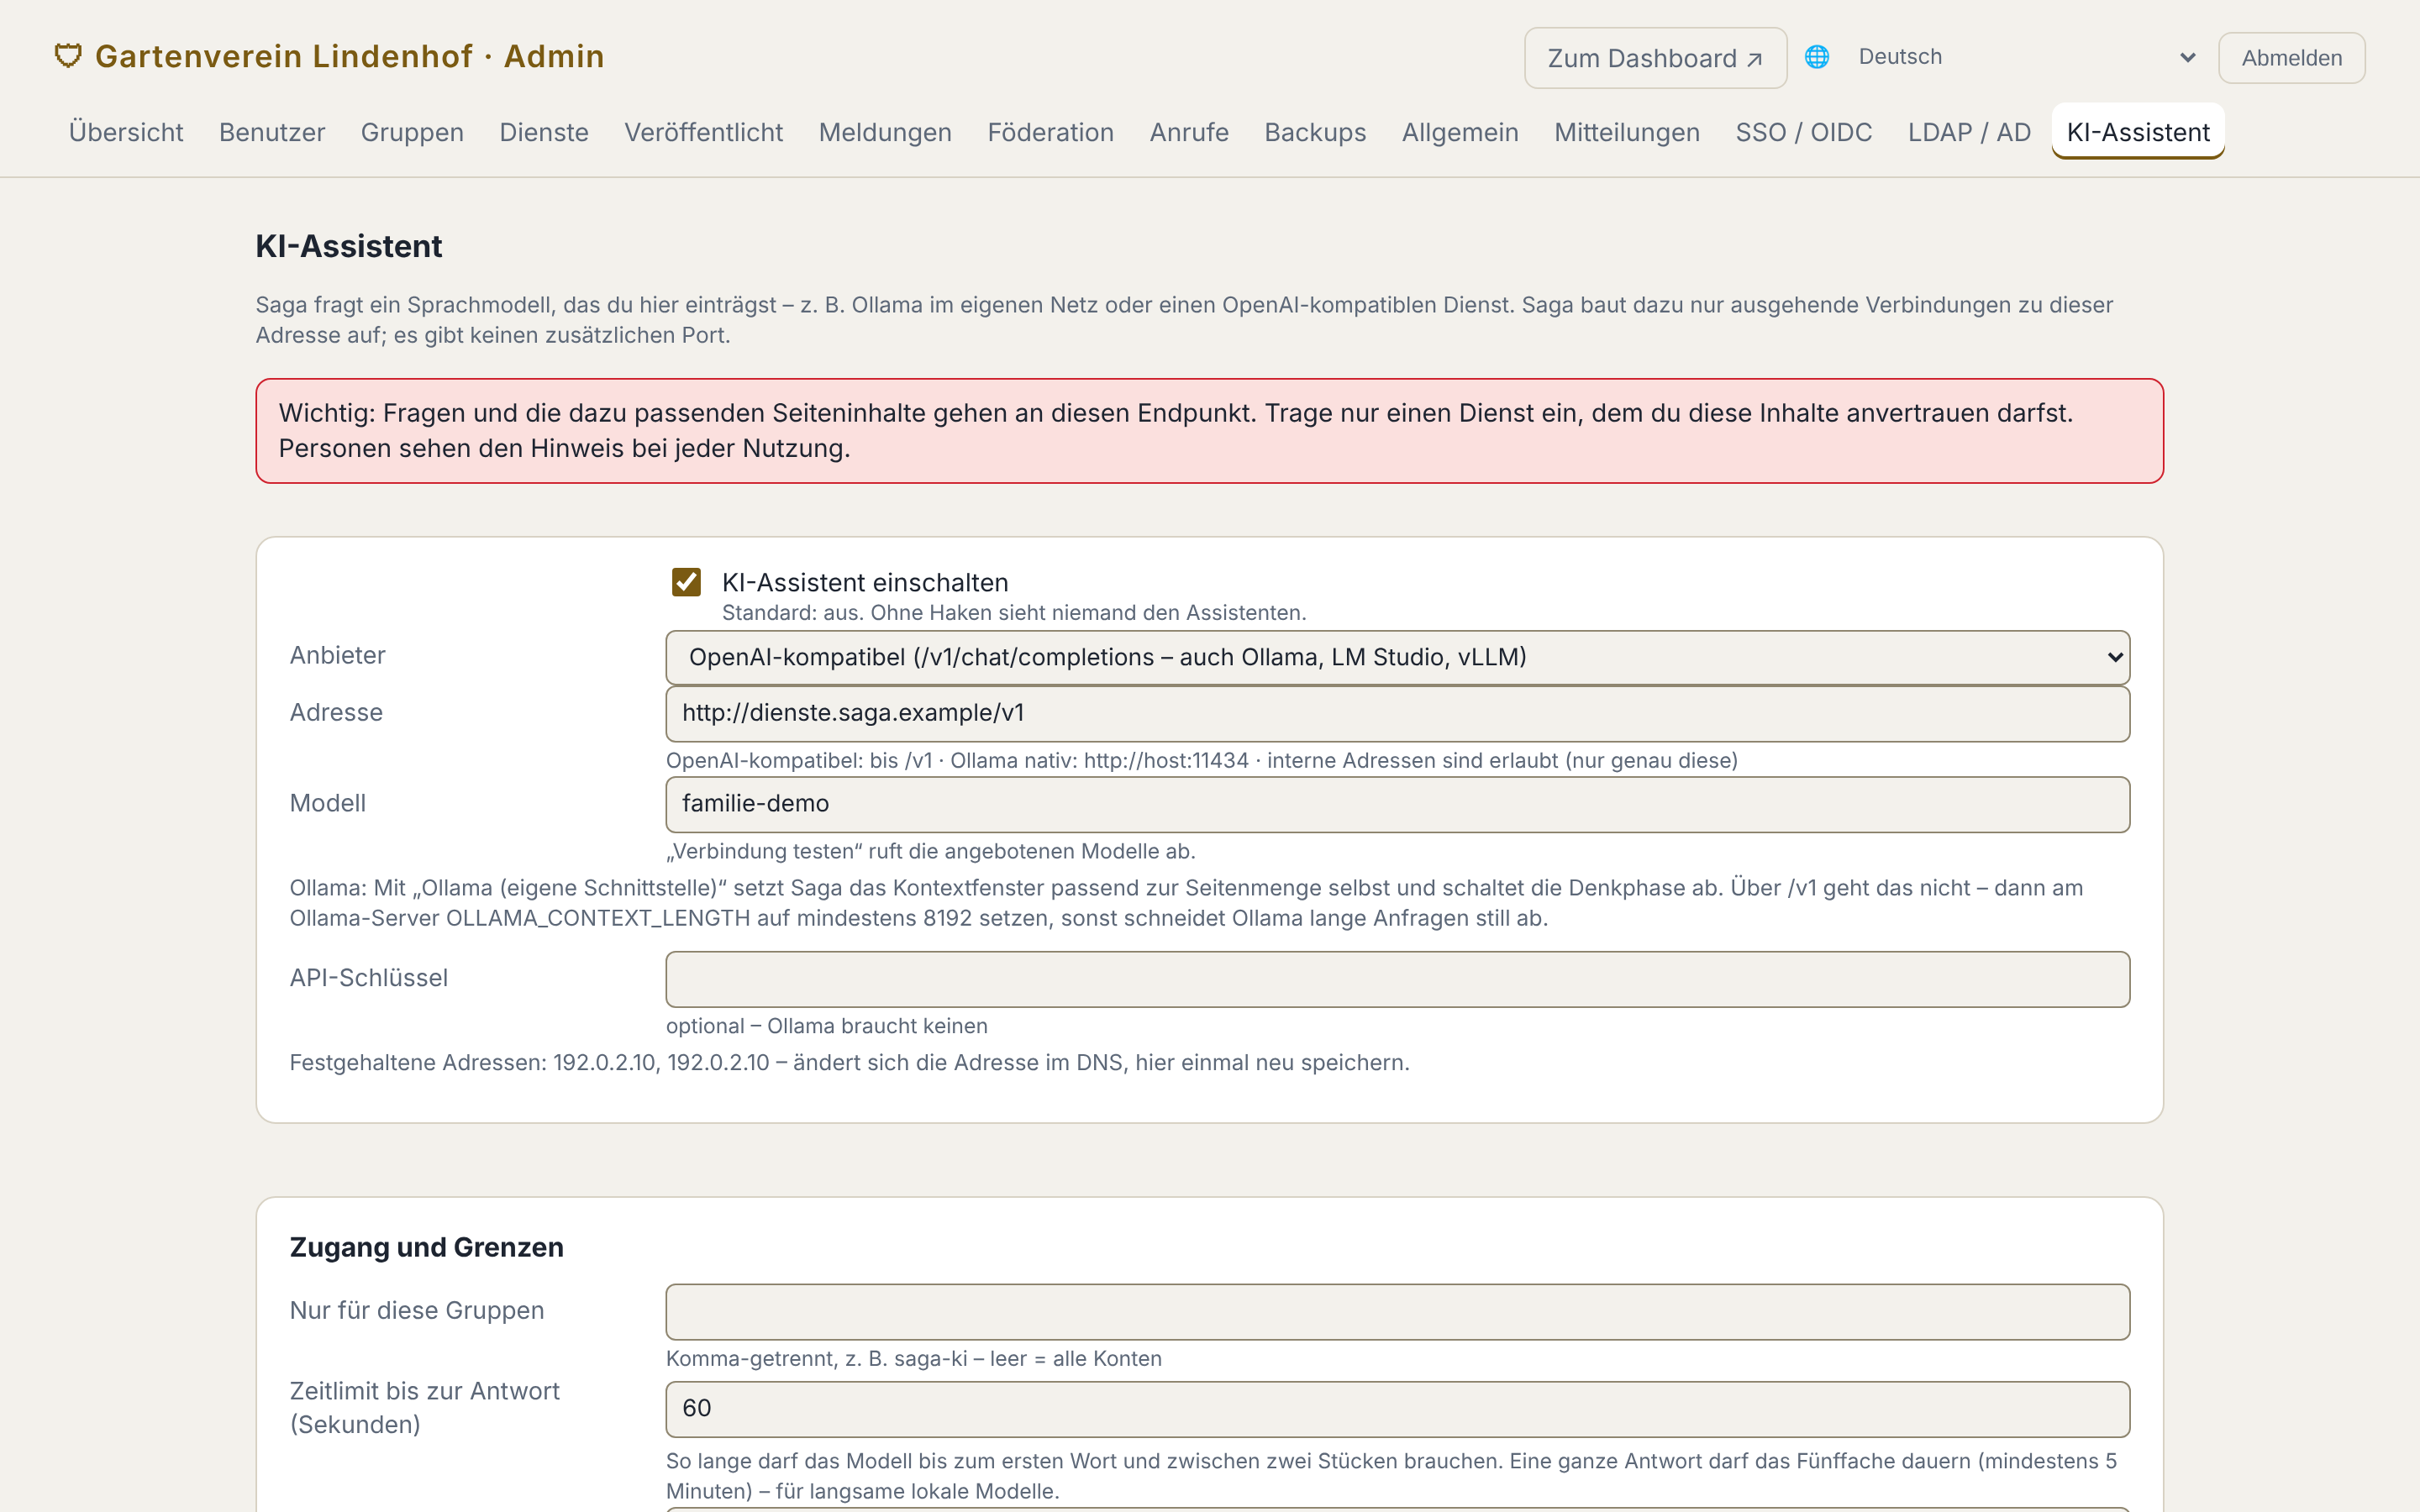 Gartenverein Lindenhof · Admin
Zum Dashboard ↗
Deutsch
Abmelden
Übersicht Benutzer Gruppen Dienste Veröffentlicht Meldungen Föderation Anrufe Backups Allgemein Mitteilungen SSO / OIDC LDAP / AD KI-Assistent
KI-Assistent
Saga fragt ein Sprachmodell, das du hier einträgst – z. B. Ollama im eigenen Netz oder einen OpenAI-kompatiblen Dienst. Saga baut dazu nur ausgehende Verbindungen zu dieser
Adresse auf; es gibt keinen zusätzlichen Port.
Wichtig: Fragen und die dazu passenden Seiteninhalte gehen an diesen Endpunkt. Trage nur einen Dienst ein, dem du diese Inhalte anvertrauen darfst.
Personen sehen den Hinweis bei jeder Nutzung.
KI-Assistent einschalten
Standard: aus. Ohne Haken sieht niemand den Assistenten.
Anbieter
OpenAI-kompatibel (/v1/chat/completions – auch Ollama, LM Studio, vLLM)
Adresse
http://dienste.saga.example/v1
OpenAI-kompatibel: bis /v1 · Ollama nativ: http://host:11434 · interne Adressen sind erlaubt (nur genau diese)
Modell
familie-demo
„Verbindung testen“ ruft die angebotenen Modelle ab.
Ollama: Mit „Ollama (eigene Schnittstelle)“ setzt Saga das Kontextfenster passend zur Seitenmenge selbst und schaltet die Denkphase ab. Über /v1 geht das nicht – dann am
Ollama-Server OLLAMA_CONTEXT_LENGTH auf mindestens 8192 setzen, sonst schneidet Ollama lange Anfragen still ab.
API-Schlüssel
optional – Ollama braucht keinen
Festgehaltene Adressen: 192.0.2.10, 192.0.2.10 – ändert sich die Adresse im DNS, hier einmal neu speichern.
Zugang und Grenzen
Nur für diese Gruppen
Komma-getrennt, z. B. saga-ki – leer = alle Konten
Zeitlimit bis zur Antwort
(Sekunden)
60
So lange darf das Modell bis zum ersten Wort und zwischen zwei Stücken brauchen. Eine ganze Antwort darf das Fünffache dauern (mindestens 5
Minuten) – für langsame lokale Modelle.